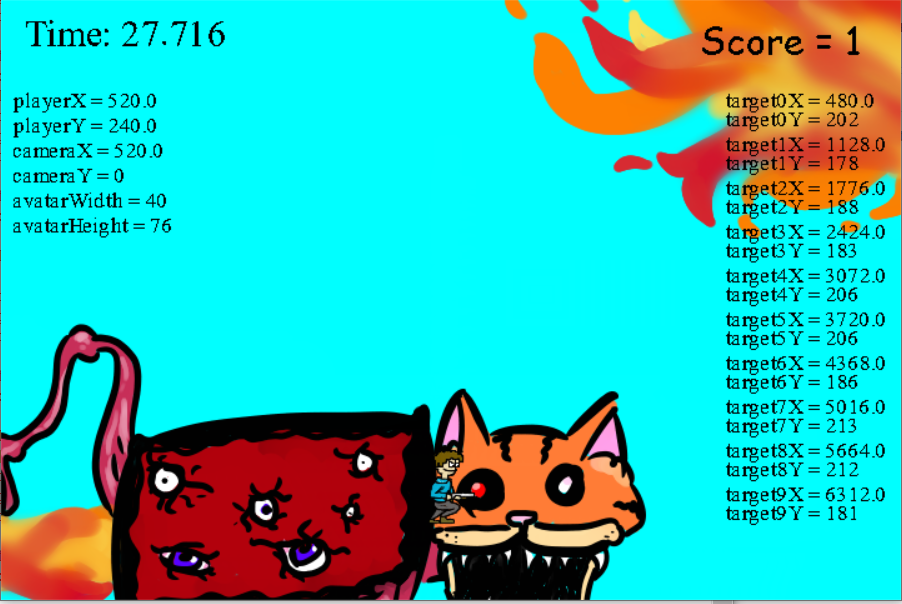 Time: 27.716
Score = 1
playerX = 520.0
playerY = 240.0
cameraX = 520.0
cameraY = 0
avatarWidth = 40
avatarHeight = 76
target0X = 480.0
target0Y = 202
target1X = 1128.0
target1Y = 178
target2X = 1776.0
target2Y = 188
target3X = 2424.0
target3Y = 183
target4X = 3072.0
target4Y = 206
target5X = 3720.0
target5Y = 206
target6X = 4368.0
target6Y = 186
target7X = 5016.0
target7Y = 213
target8X = 5664.0
target8Y = 212
target9X = 6312.0
target9Y = 181